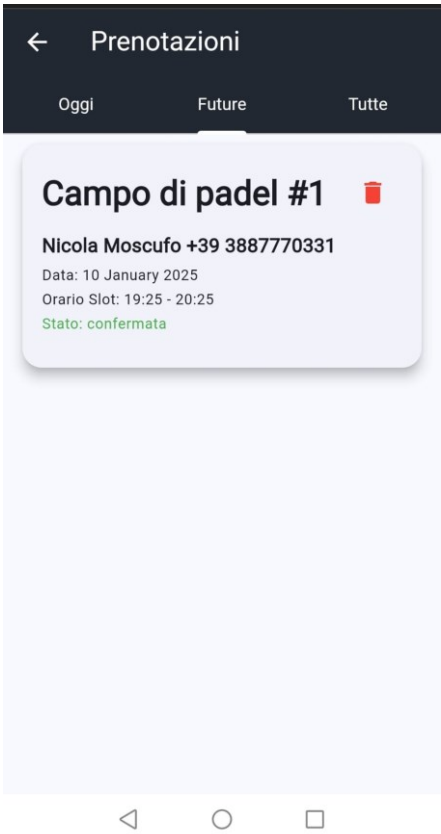 Prenotazioni
Oggi
Future
Tutte
Campo di padel #1
Nicola Moscufo +39 3887770331
Data: 10 January 2025
Orario Slot: 19:25 - 20:25
Stato: confermata